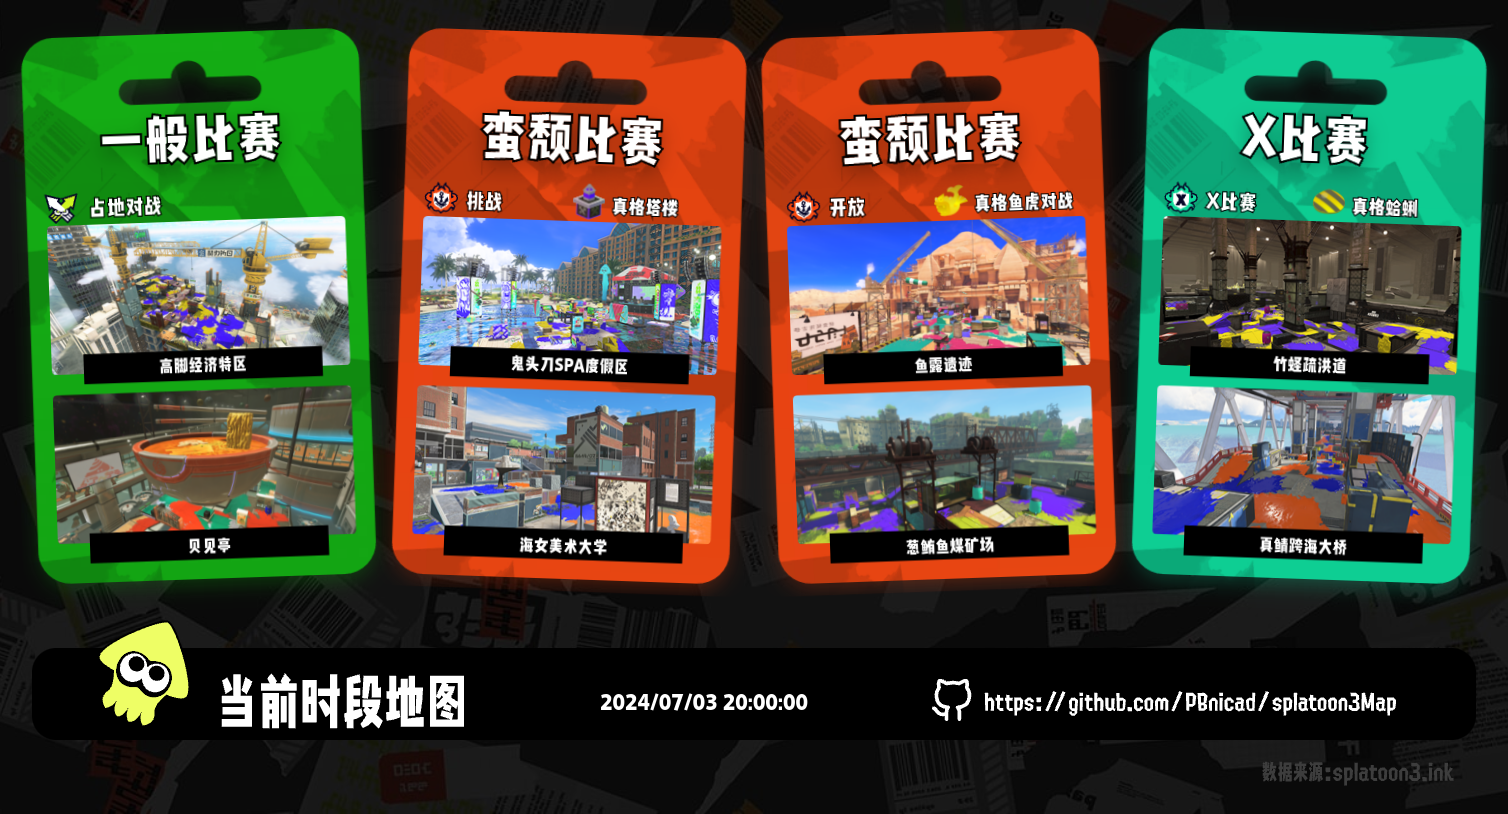 一般比赛
占地对战
高脚经济特区
贝见亭
蛮颓比赛
挑战
真格塔楼
鬼头刀SPA度假区
海女美术大学
蛮颓比赛
开放
真格鱼虎对战
鱼露遗迹
葱鲔鱼煤矿场
X比赛
X比赛
真格蛤蜊
竹蛏疏洪道
真鲭跨海大桥
当前时段地图
2024/07/03 20:00:00
https://github.com/PBnicad/splatoon3Map
数据来源:splatoon3.ink